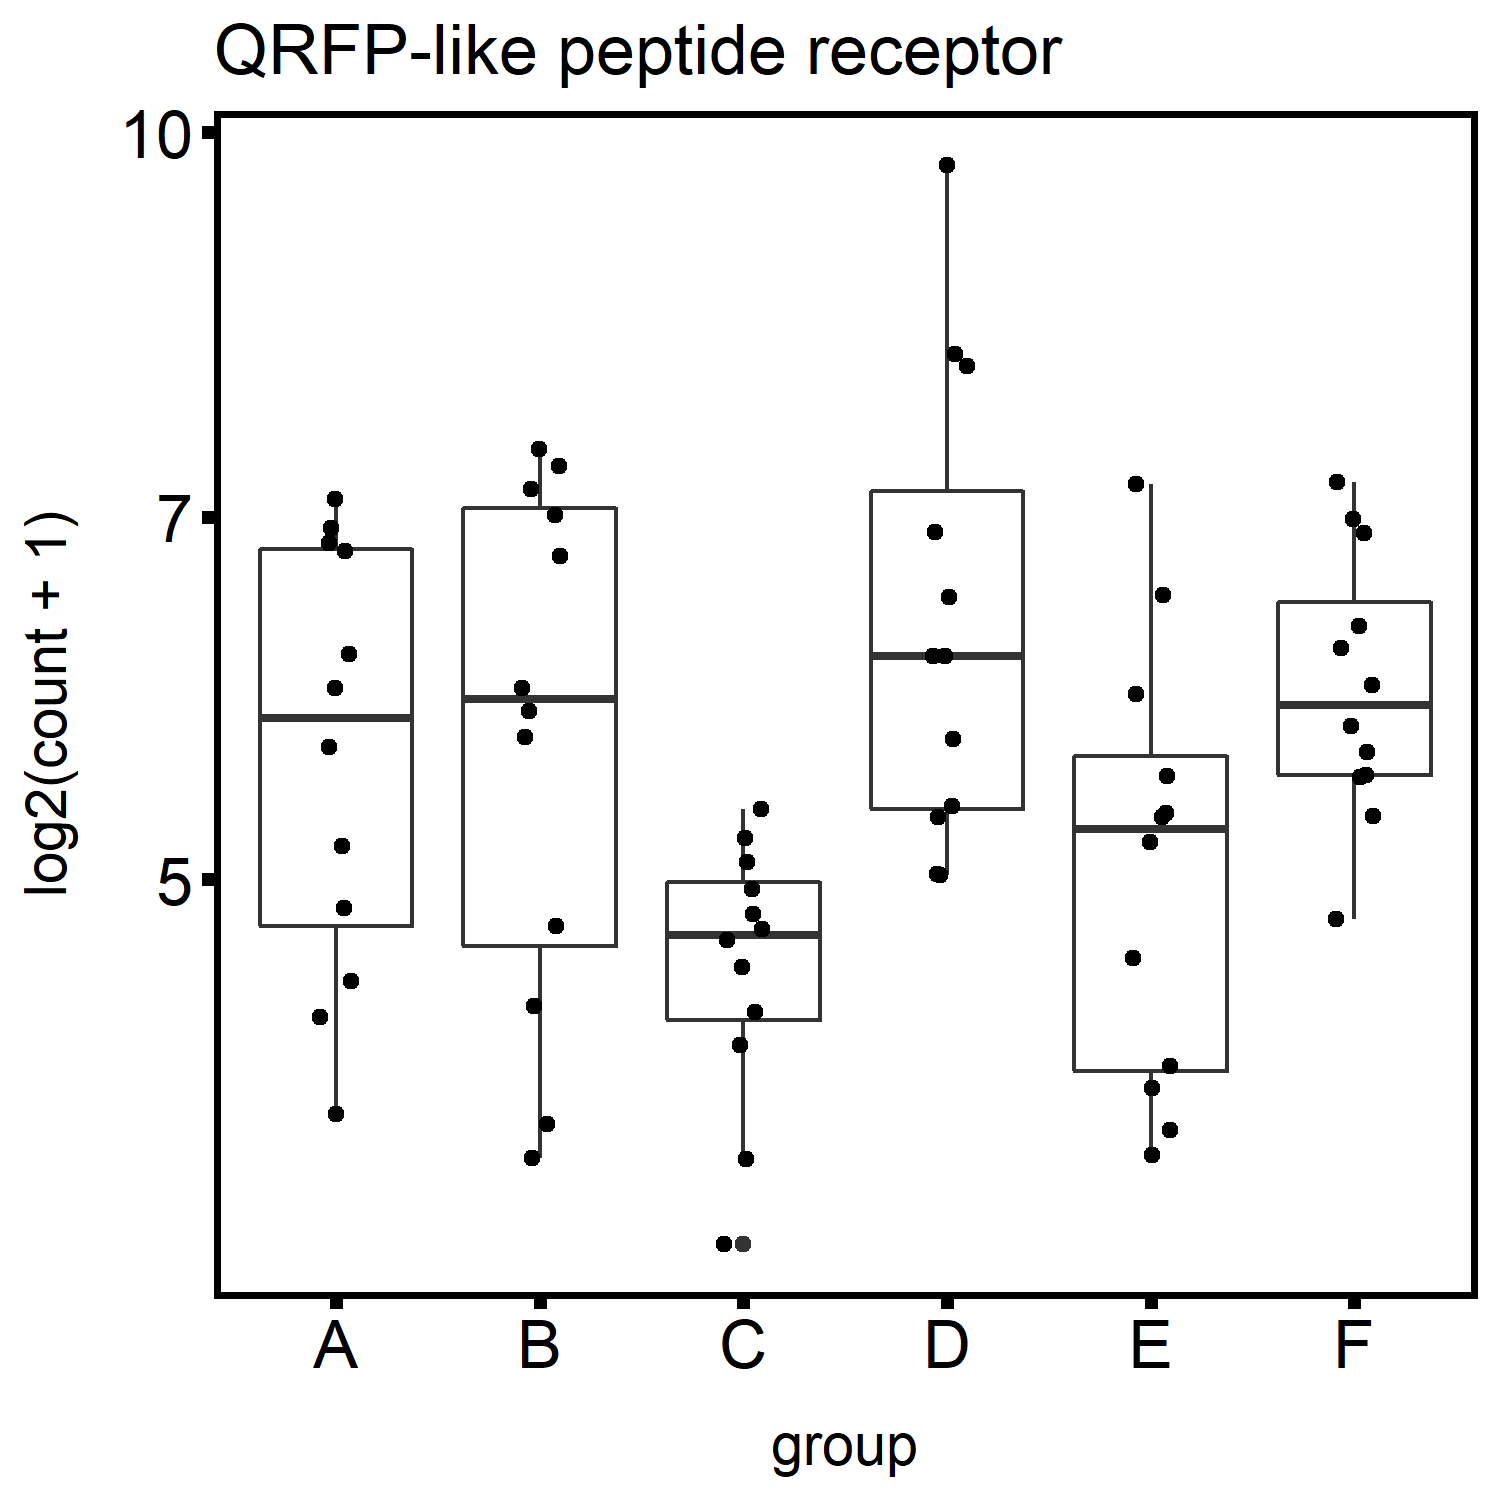 QRFP-like peptide receptor
10
7
5
log2(count + 1)
A B C D E F
group